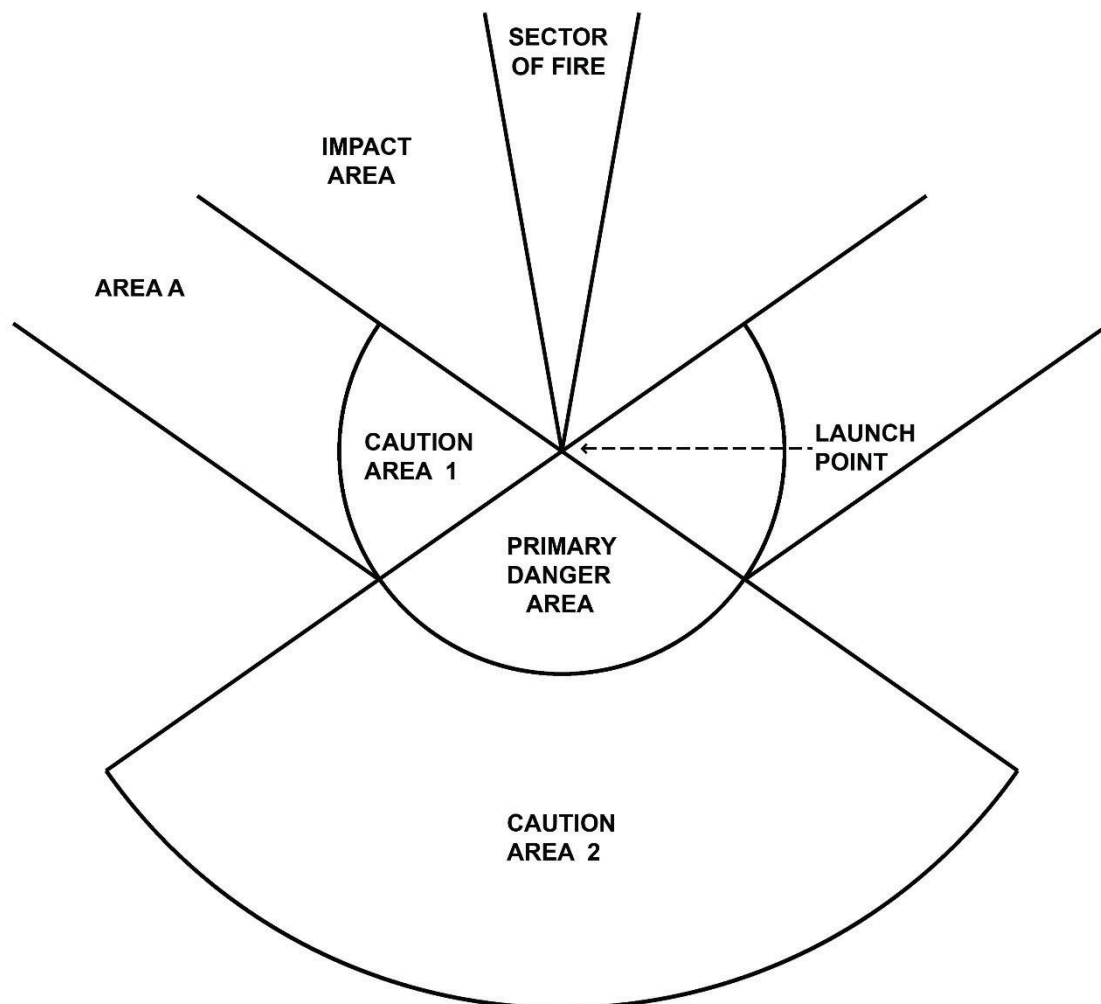 SECTOR
OF FIRE
IMPACT
AREA
AREA A
CAUTION
AREA 1
LAUNCH
POINT
PRIMARY
DANGER
AREA
CAUTION
AREA 2